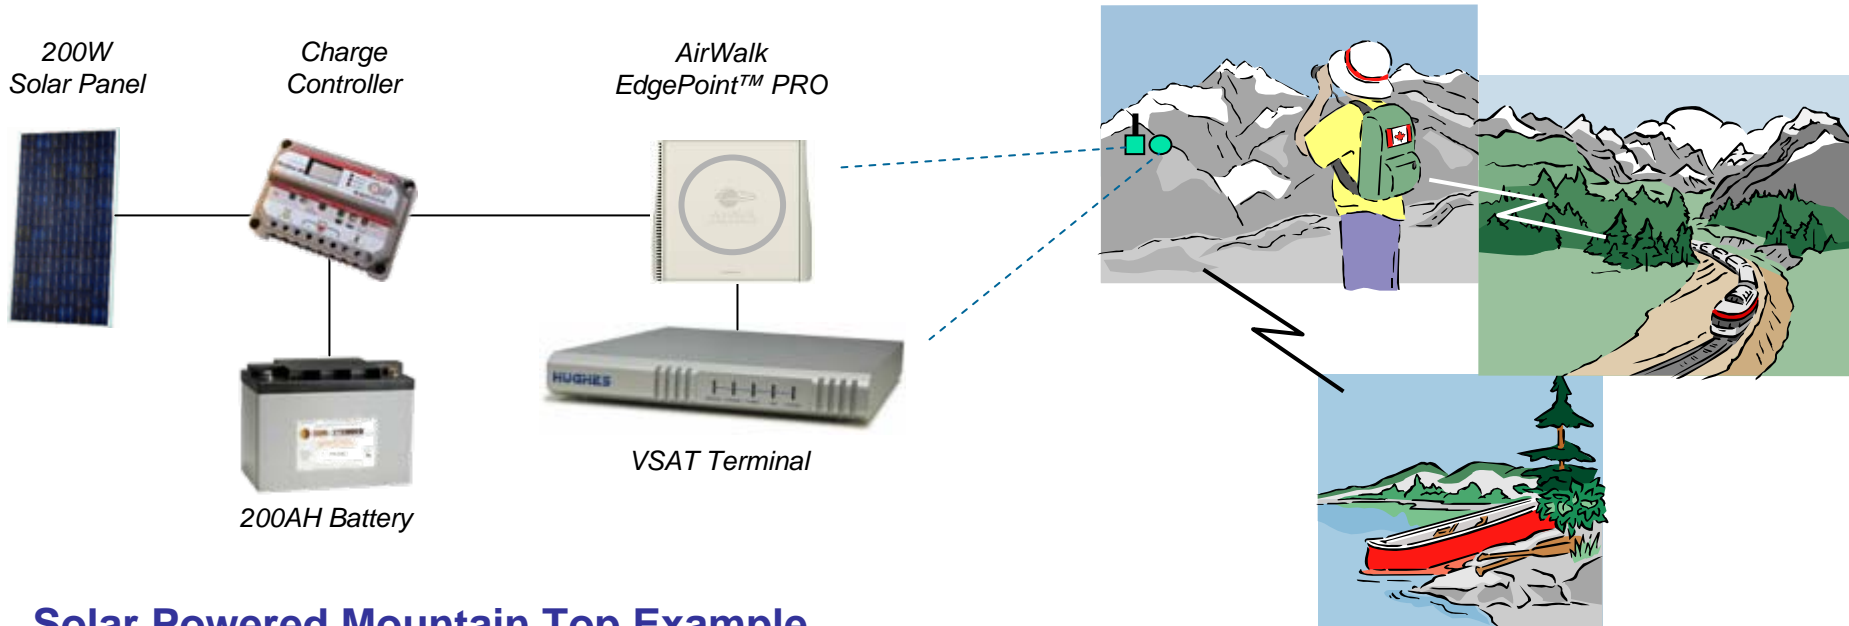 200W
Solar Panel
Charge
Controller
AirWalk
EdgePoint™ PRO
HUGHES
VSAT Terminal
200AH Battery
Solar Powered Mountain Top Example